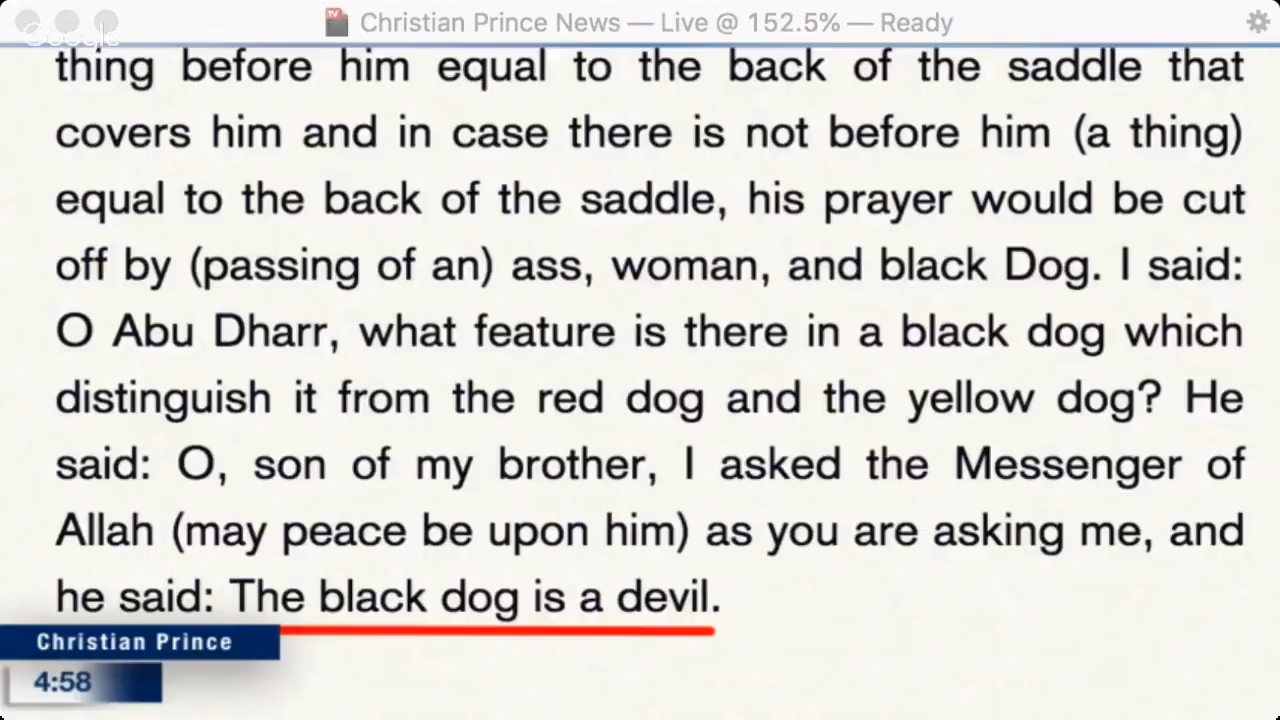 Christian Prince News — Live @ 152.5% — Ready
Google
thing before him equal to the back of the saddle that
covers him and in case there is not before him (a thing)
equal to the back of the saddle, his prayer would be cut
off by (passing of an) ass, woman, and black Dog. I said:
O Abu Dharr, what feature is there in a black dog which
distinguish it from the red dog and the yellow dog? He
said: O, son of my brother, I asked the Messenger of
Allah (may peace be upon him) as you are asking me, and
he said: The black dog is a devil.
Christian Prince
4:58